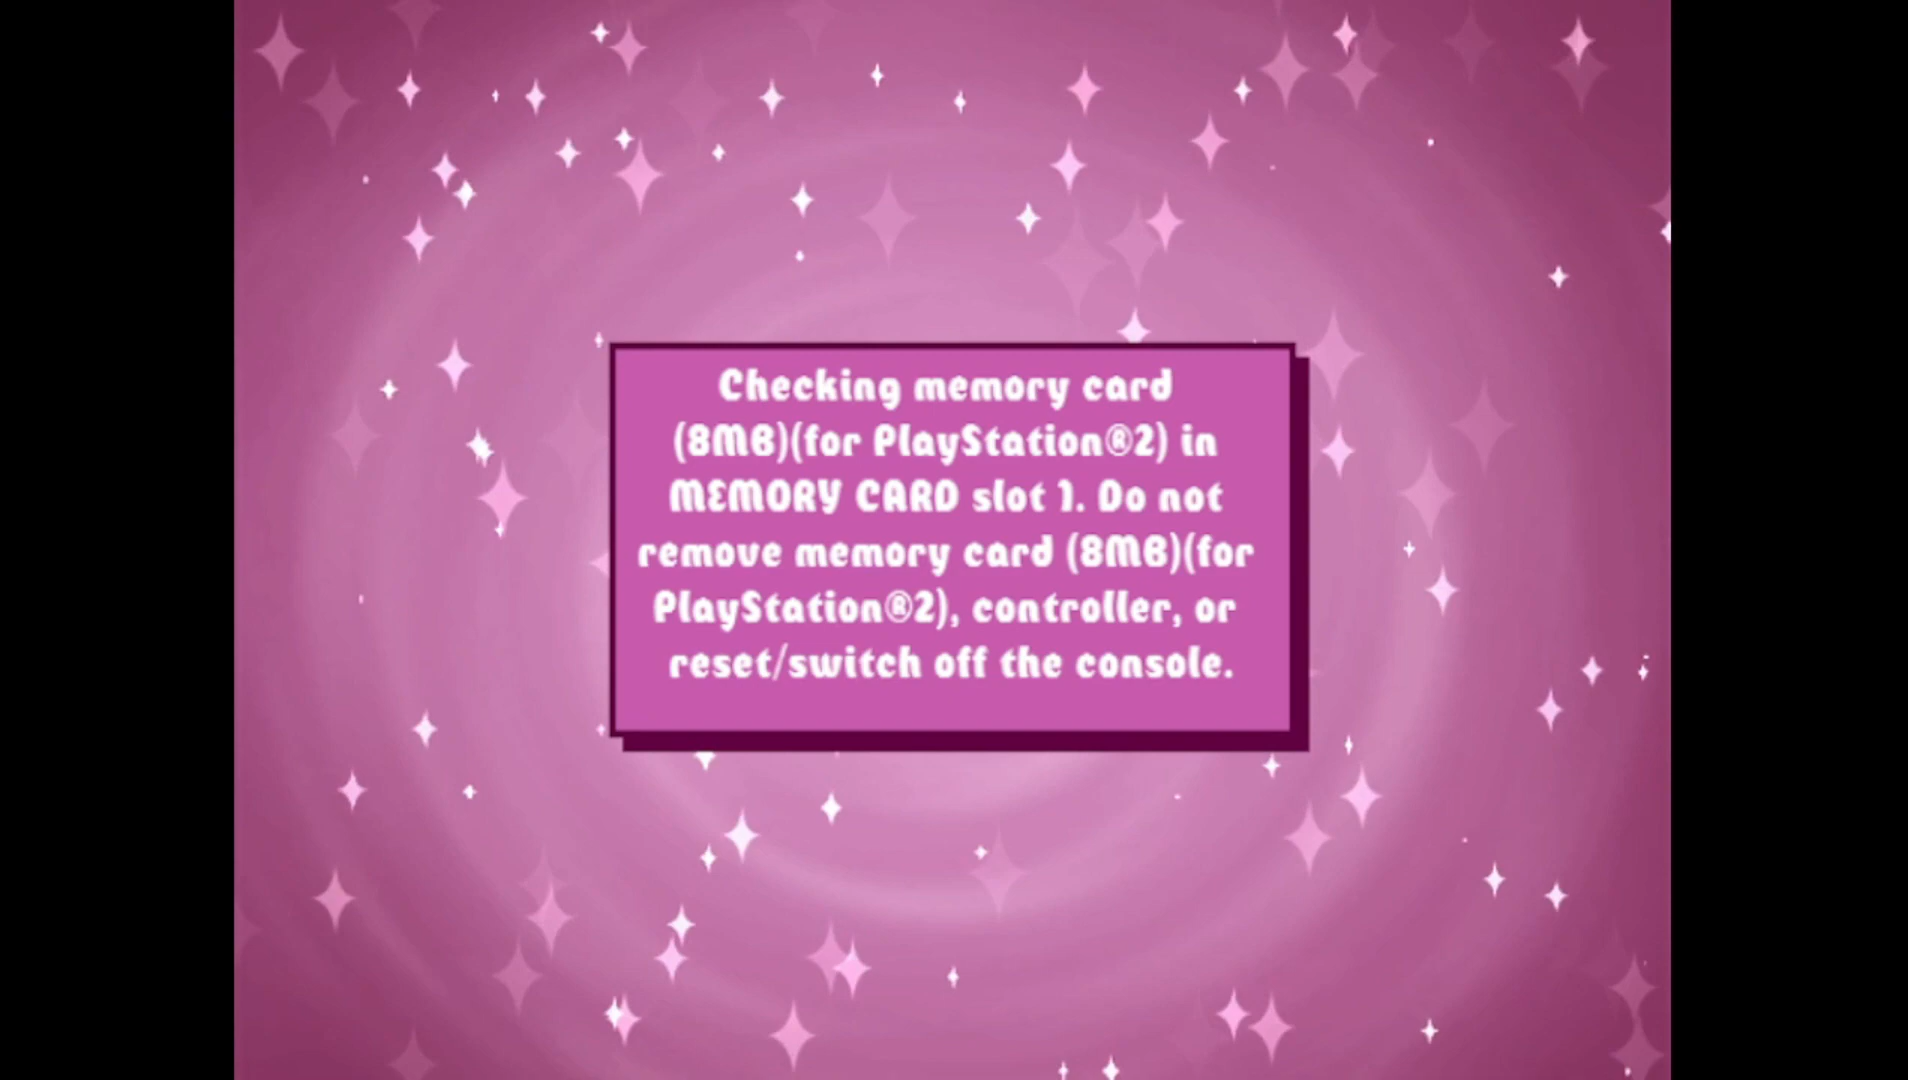 Checking memory card
(8MB)(for PlayStation®2) in
MEMORY CARD slot 1. Do not
remove memory card (8MB)(for
PlayStation®2), controller, or
reset/switch off the console.